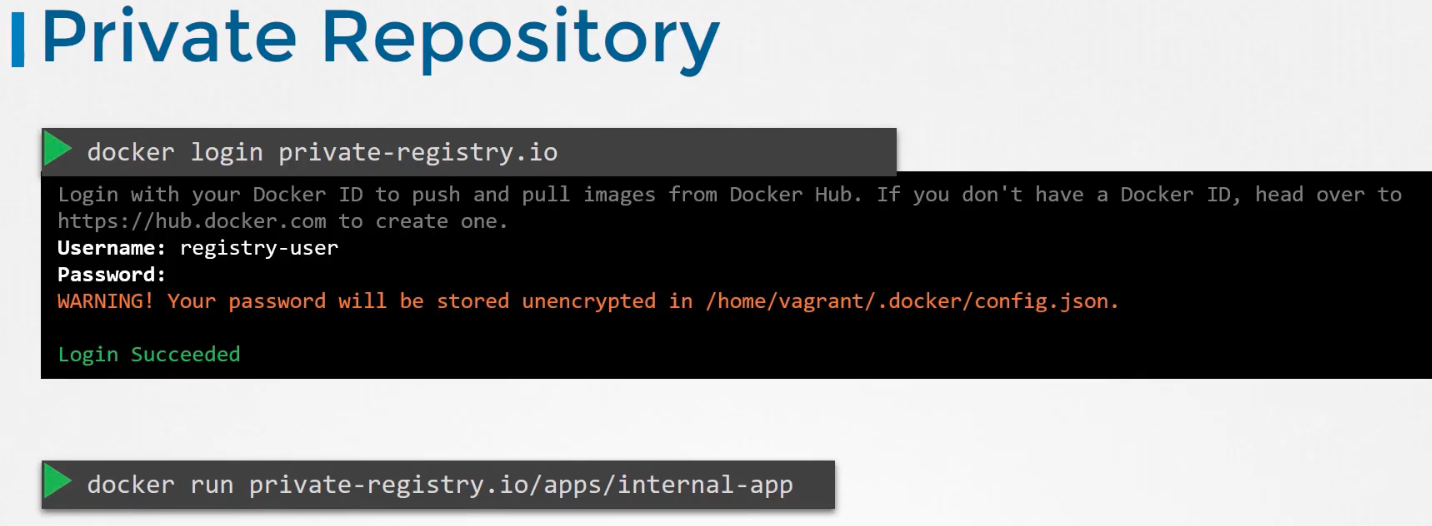 Private Repository
docker login private-registry.io
Login with your Docker ID to push and pull images from Docker Hub. If you don't have a Docker ID, head over to
https://hub.docker.com to create one.
Username: registry-user
Password:
WARNING! Your password will be stored unencrypted in /home/vagrant/.docker/config.json.
Login Succeeded
docker run private-registry.io/apps/internal-app